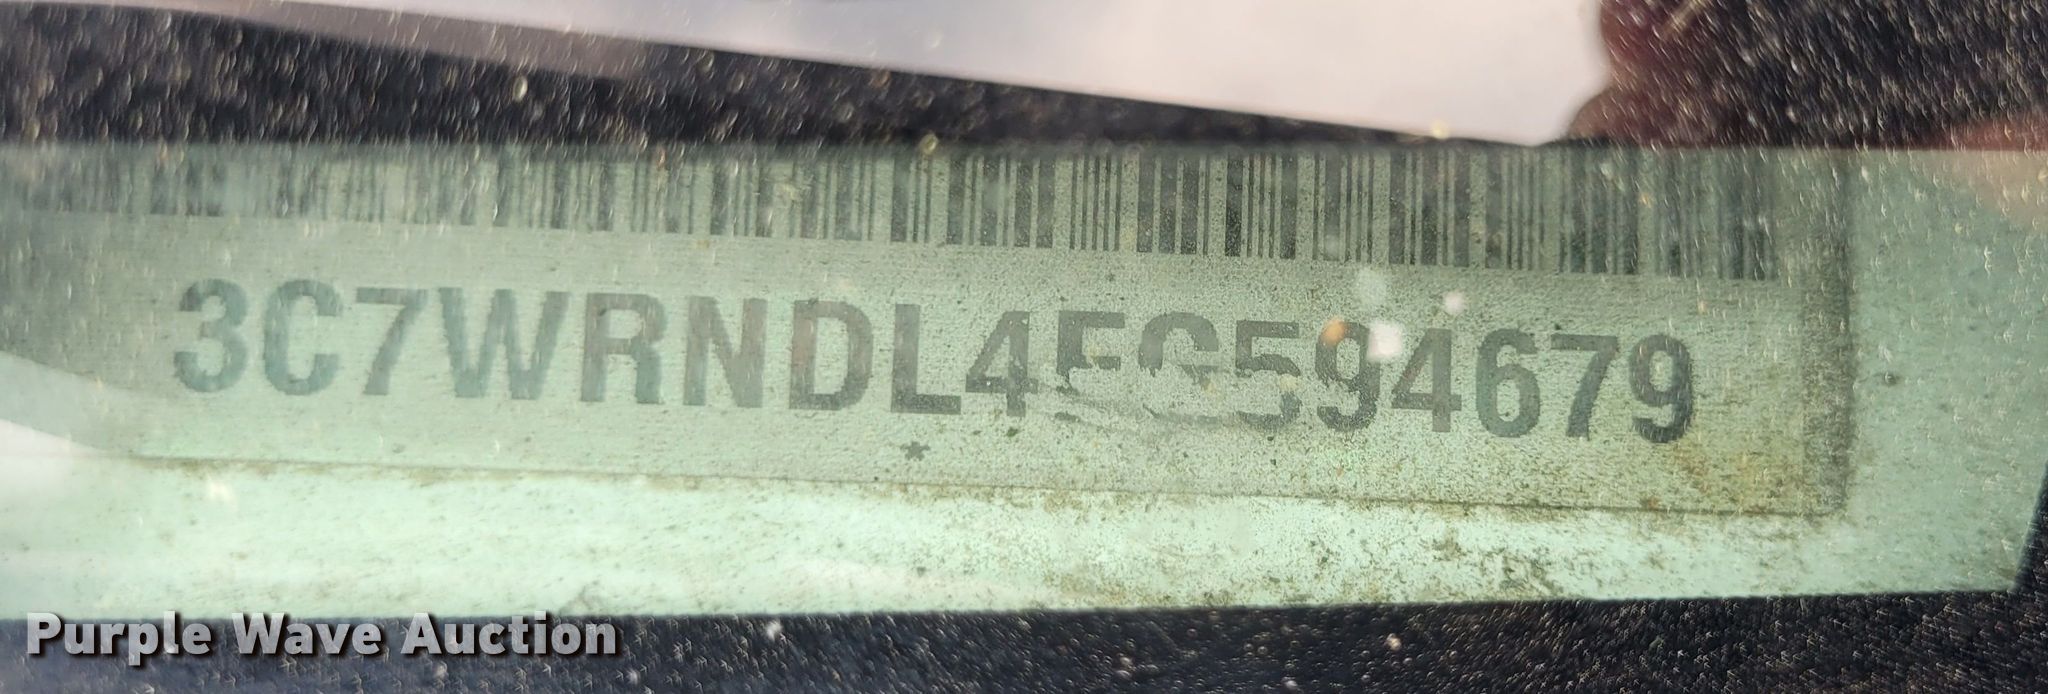 3C7WRNDL4FG594679
*
Purple Wave Auction